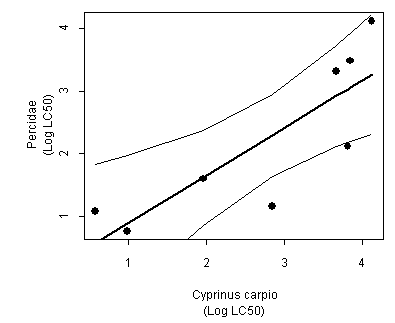 Percidae
(Log LC50)
4
3
2
1
1 2 3 4
Cyprinus carpio
(Log LC50)